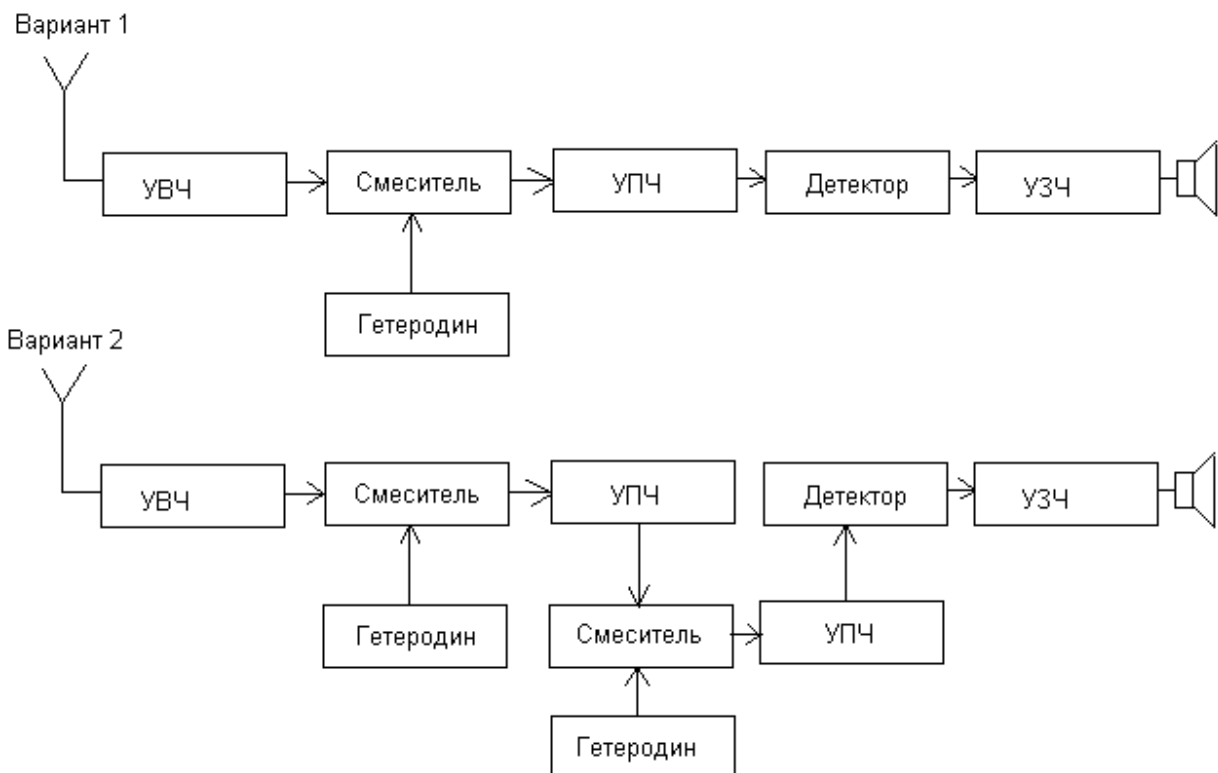 Вариант 1
УВЧ
Смеситель
УПЧ
Детектор
УЗЧ
Гетеродин
Вариант 2
УВЧ
Смеситель
УПЧ
Детектор
УЗЧ
Гетеродин
Смеситель
УПЧ
Гетеродин